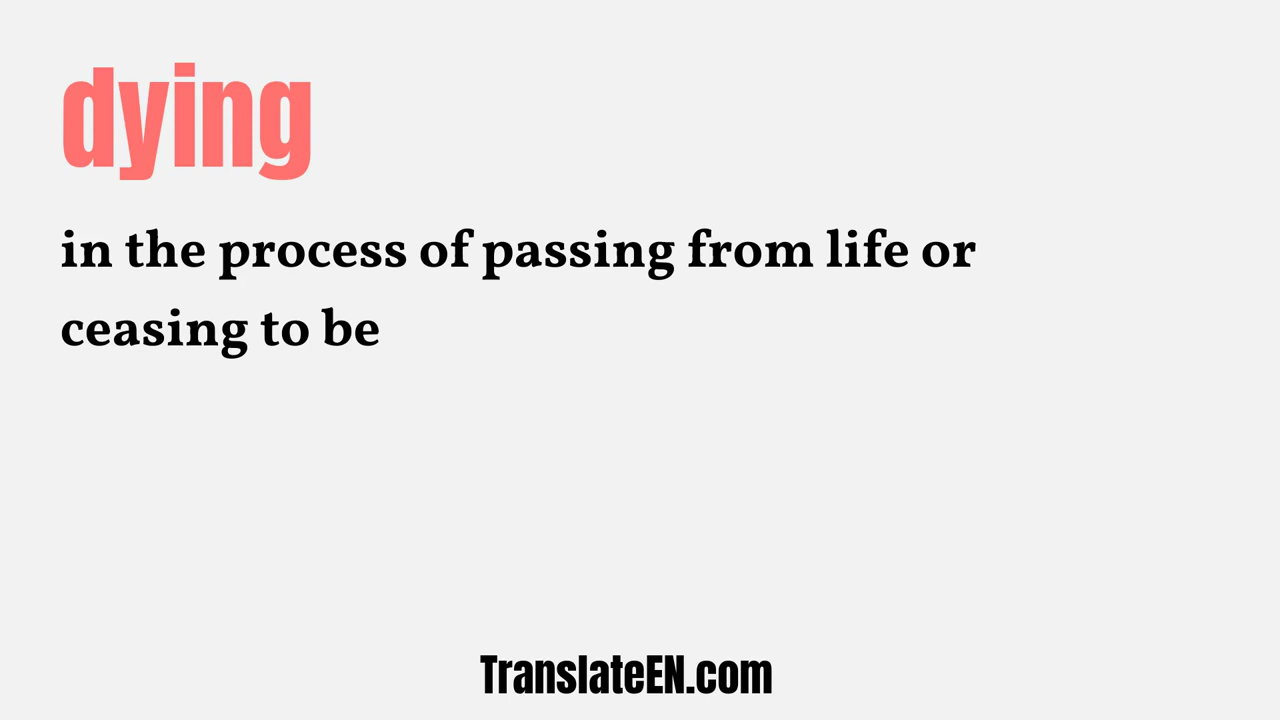 dying
in the process of passing from life or
ceasing to be
TranslateEN.com